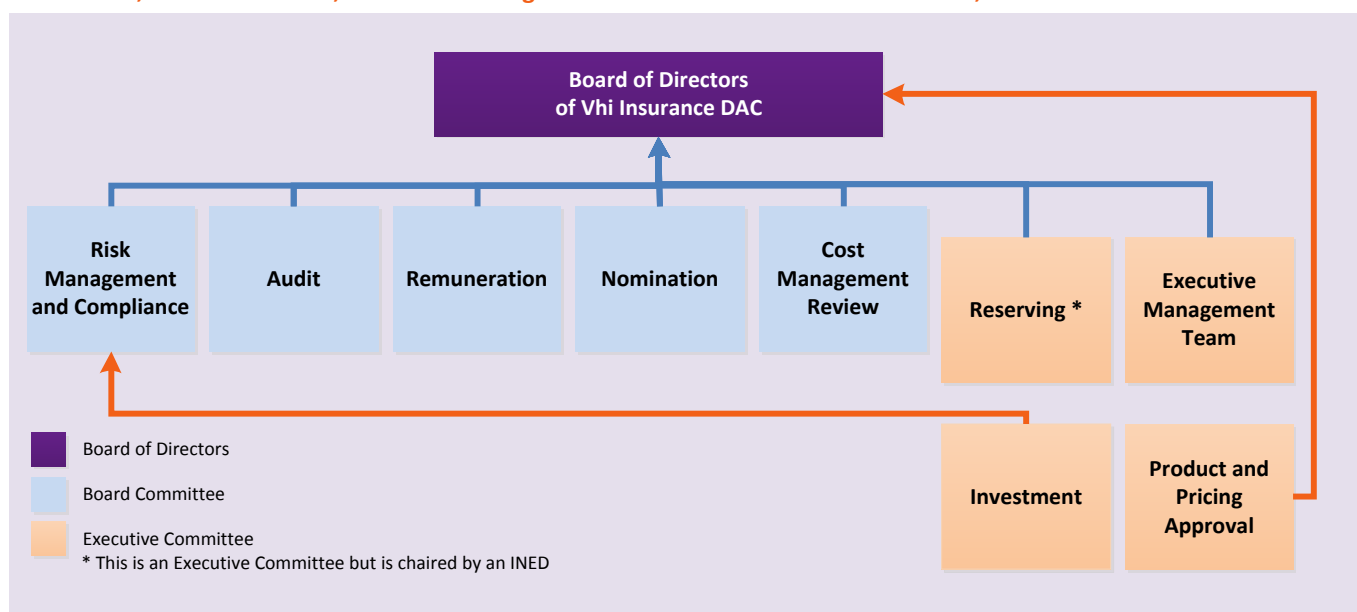 Board of Directors
of Vhi Insurance DAC
Risk
Management
and Compliance
Audit
Remuneration
Nomination
Cost
Management
Review
Reserving *
Executive
Management
Team
Investment
Product and
Pricing
Approval
Board of Directors
Board Committee
Executive Committee
* This is an Executive Committee but is chaired by an INED